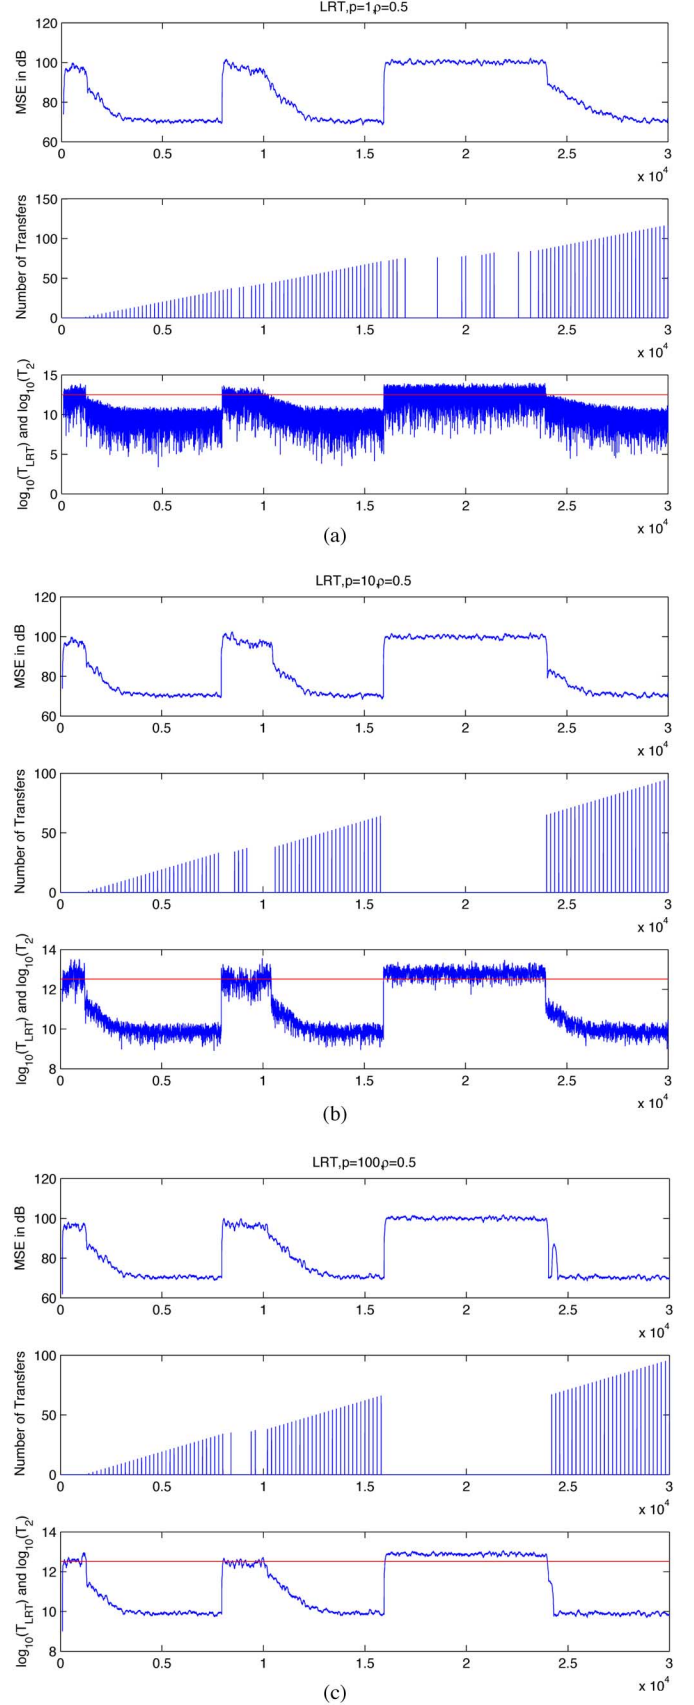 LRT,p=1,ρ=0.5
120
100
80
60
MSE in dB
0 0.5 1 1.5 2 2.5 3
x 10^4
150
100
50
0
Number of Transfers
0 0.5 1 1.5 2 2.5 3
x 10^4
15
10
5
0
log10(TLRT) and log10(T2)
0 0.5 1 1.5 2 2.5 3
x 10^4
(a)
LRT,p=10,ρ=0.5
120
100
80
60
MSE in dB
0 0.5 1 1.5 2 2.5 3
x 10^4
100
50
0
Number of Transfers
0 0.5 1 1.5 2 2.5 3
x 10^4
14
12
10
8
log10(TLRT) and log10(T2)
0 0.5 1 1.5 2 2.5 3
x 10^4
(b)
LRT,p=100,ρ=0.5
120
100
80
60
MSE in dB
0 0.5 1 1.5 2 2.5 3
x 10^4
100
50
0
Number of Transfers
0 0.5 1 1.5 2 2.5 3
x 10^4
14
12
10
8
log10(TLRT) and log10(T2)
0 0.5 1 1.5 2 2.5 3
x 10^4
(c)